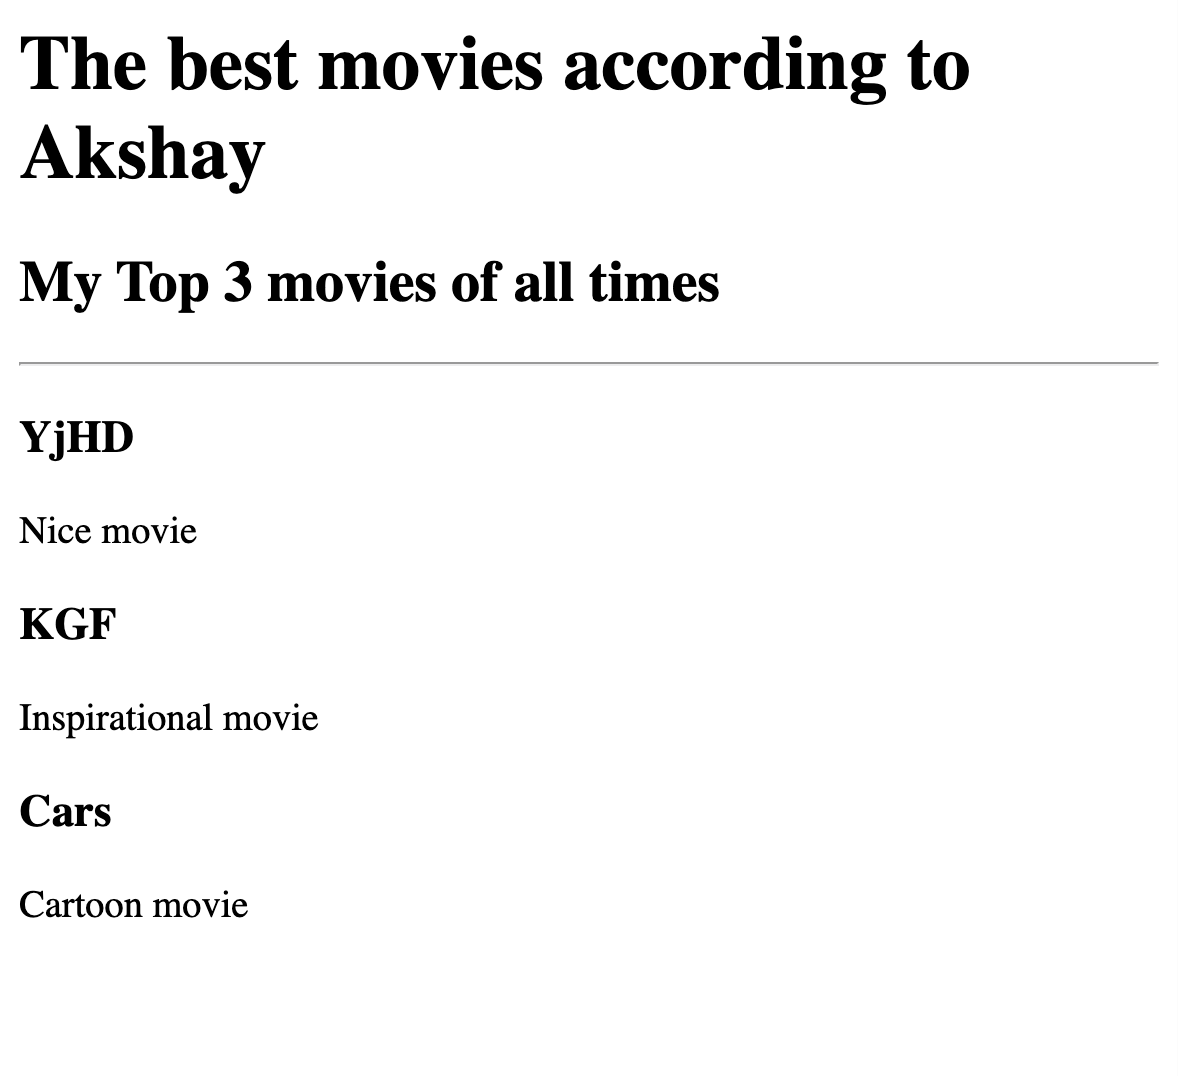 The best movies according to
Akshay
My Top 3 movies of all times
YjHD
Nice movie
KGF
Inspirational movie
Cars
Cartoon movie